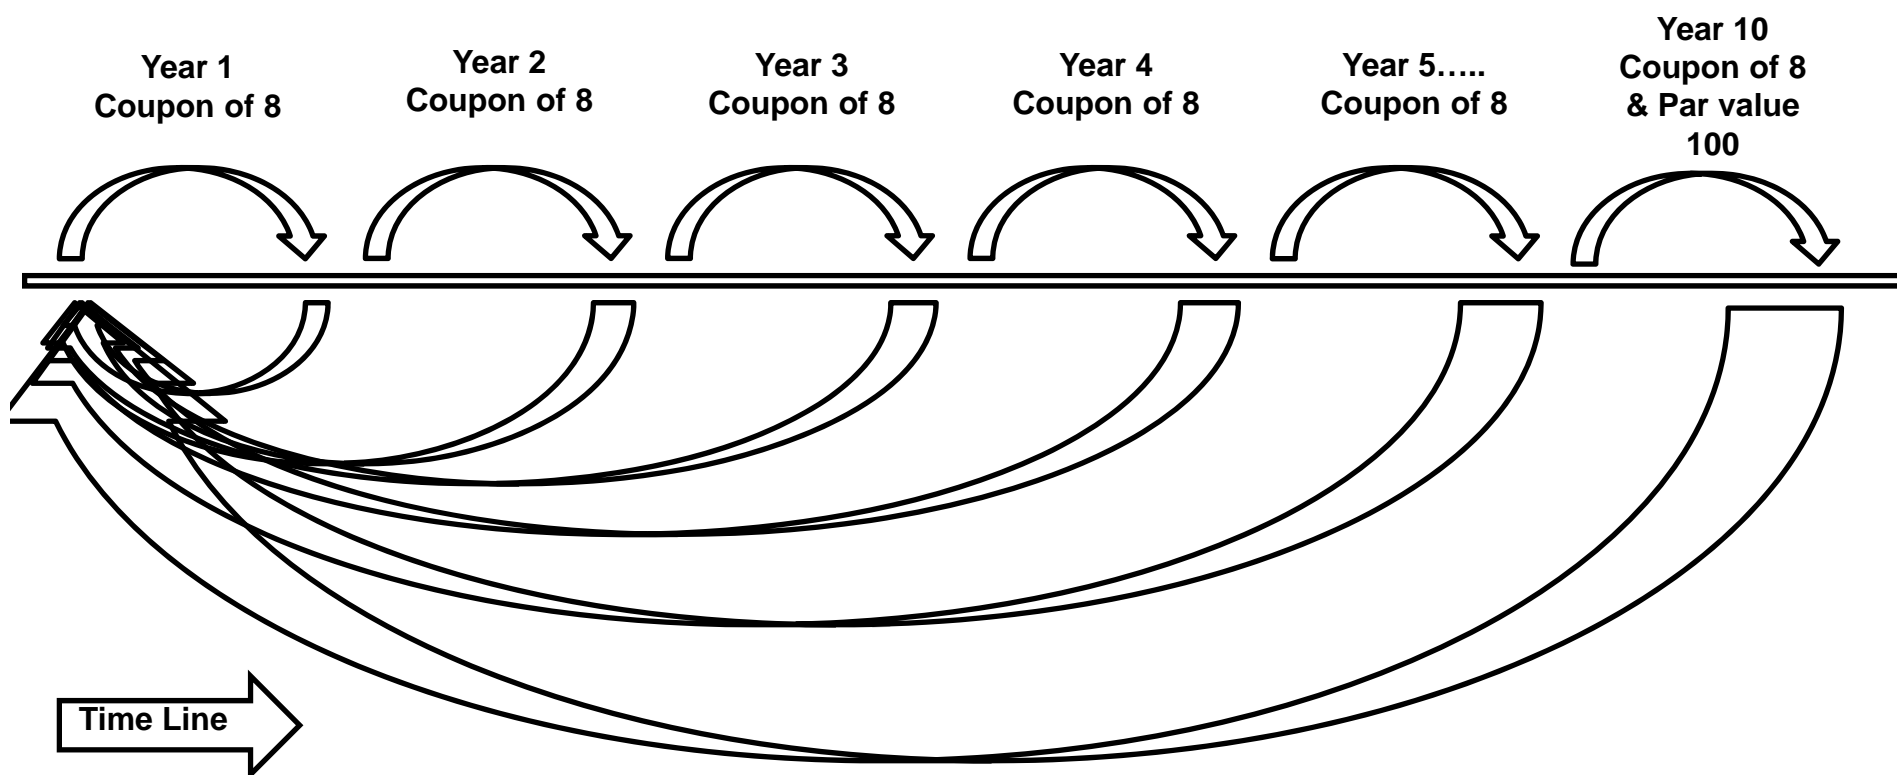 Year 1
Coupon of 8
Year 2
Coupon of 8
Year 3
Coupon of 8
Year 4
Coupon of 8
Year 5.....
Coupon of 8
Year 10
Coupon of 8
& Par value
100
Time Line